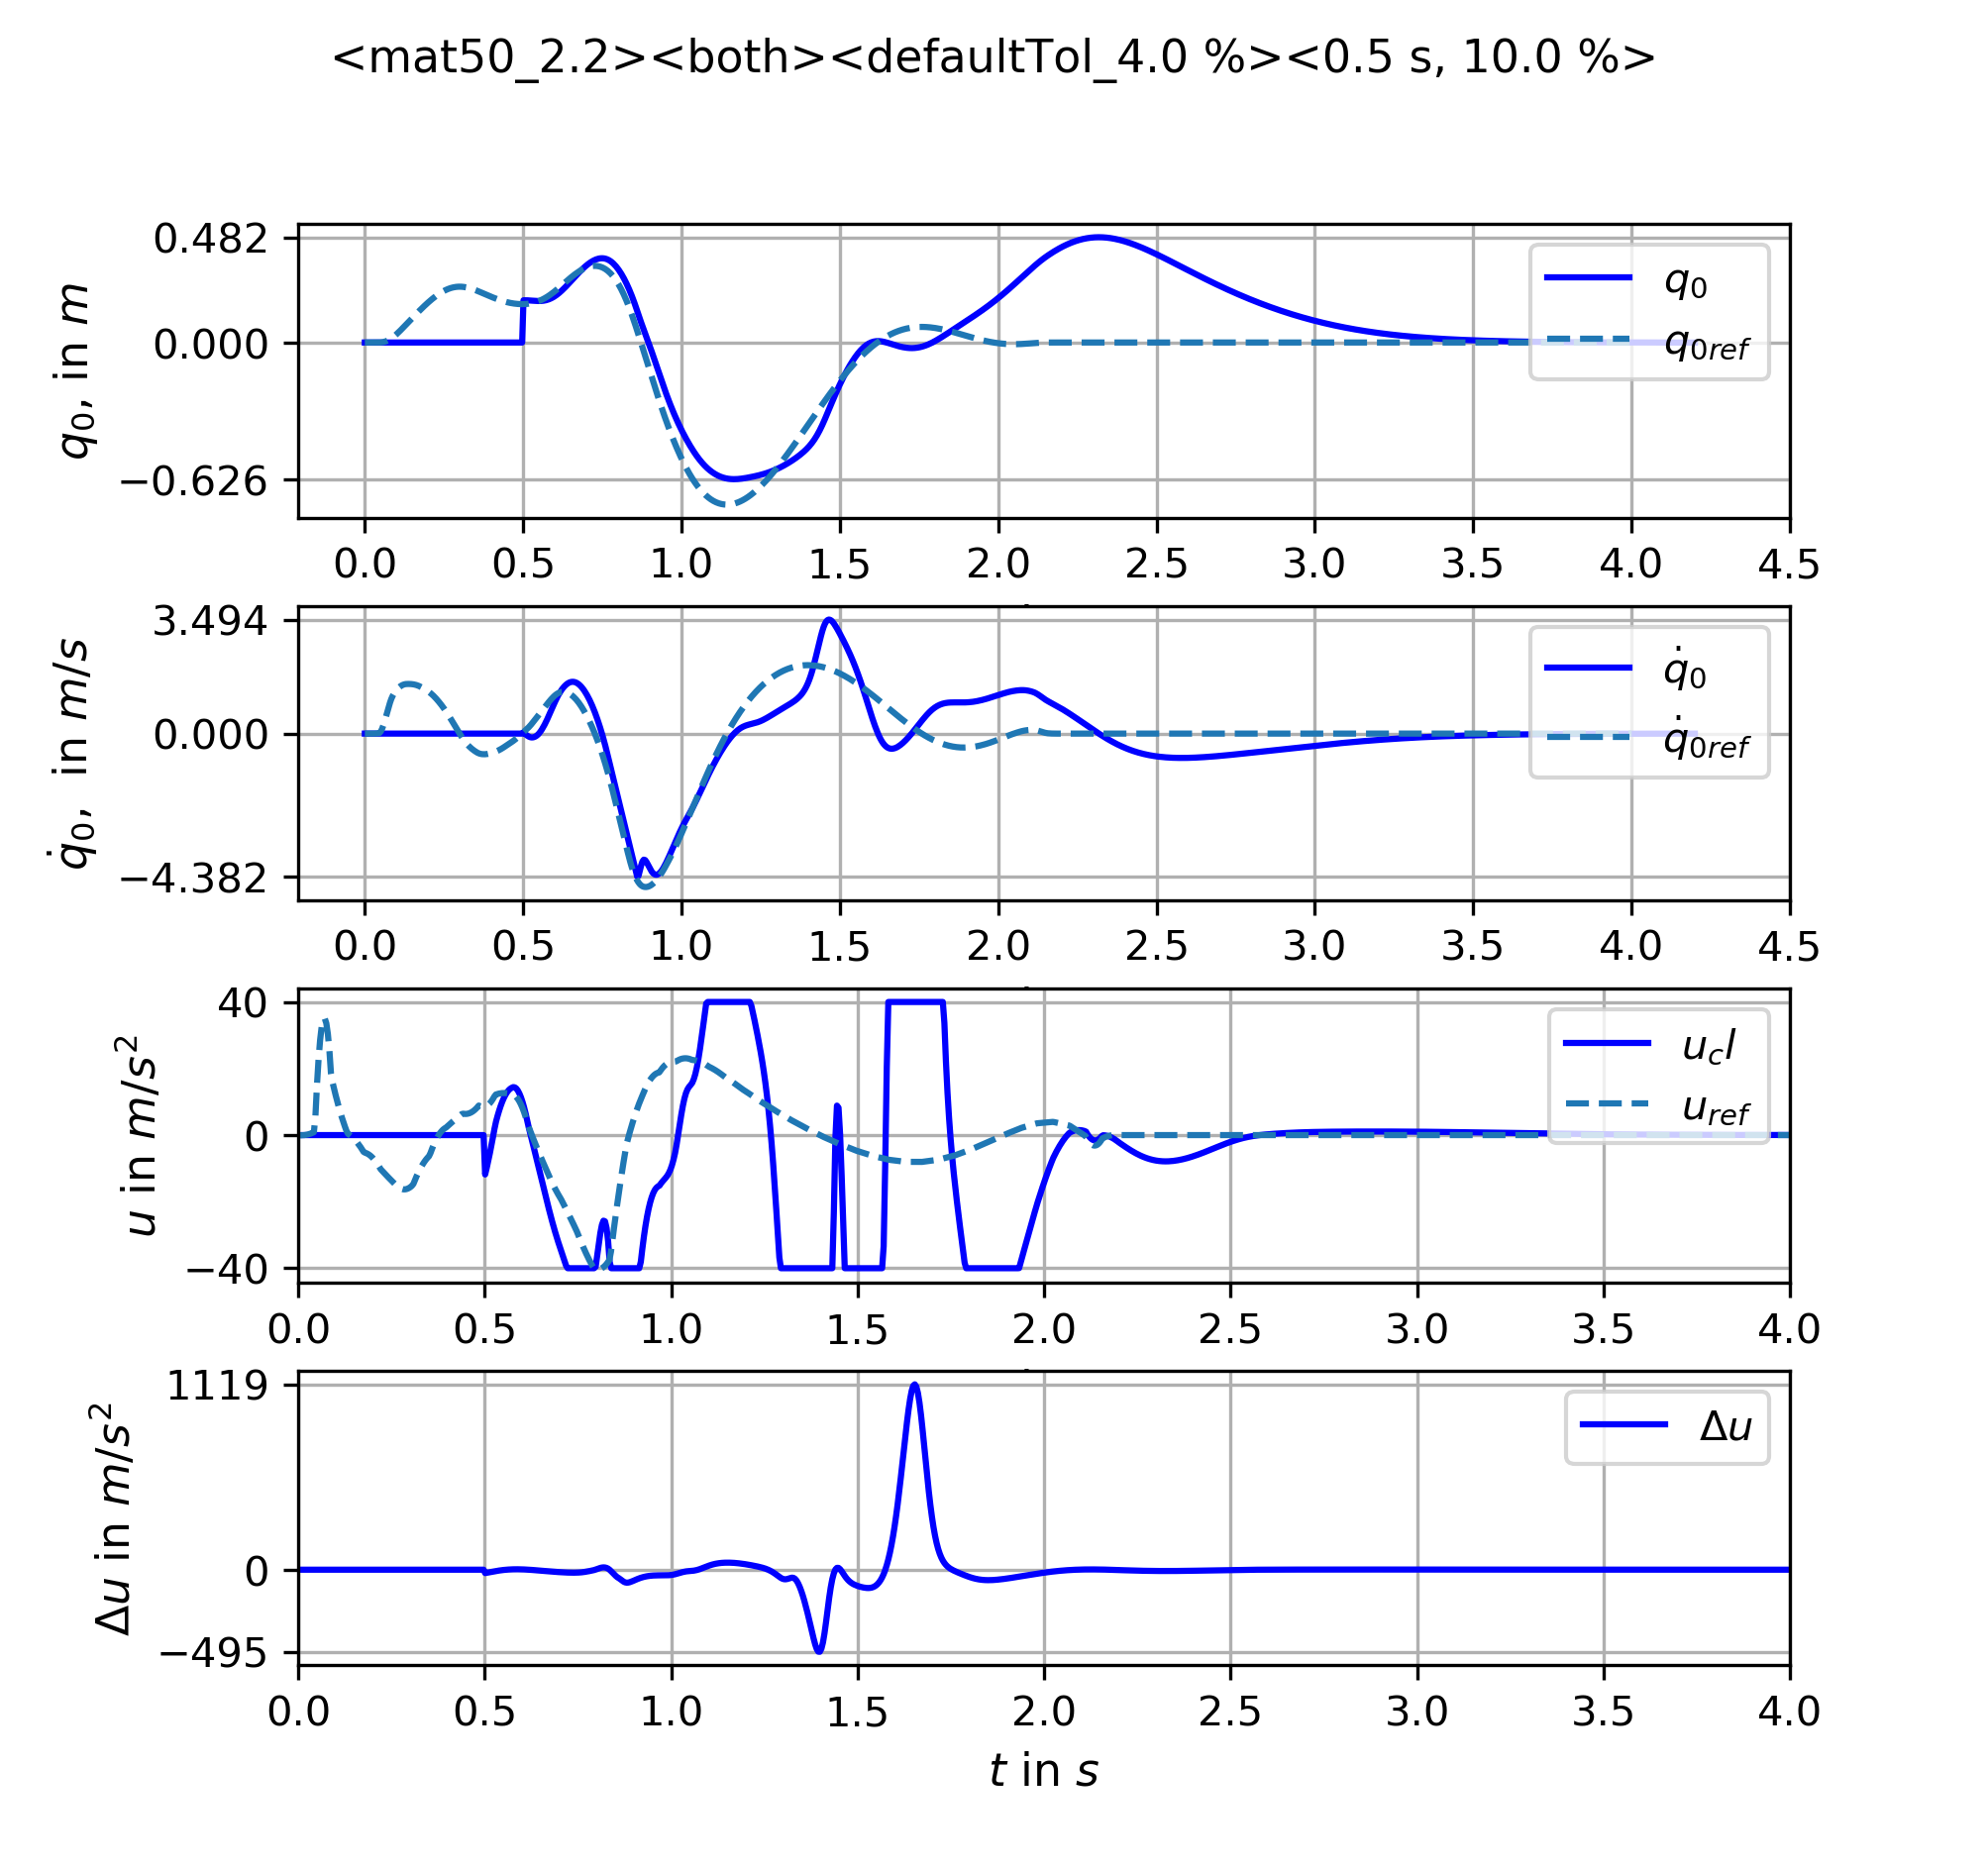 <mat50_2.2><both><defaultTol_4.0 %><0.5 s, 10.0 %>
q₀, in m
0.482
0.000
−0.626
q₀
q₀ref
0.0 0.5 1.0 1.5 2.0 2.5 3.0 3.5 4.0 4.5
q̇₀, in m/s
3.494
0.000
−4.382
q̇₀
q̇₀ref
0.0 0.5 1.0 1.5 2.0 2.5 3.0 3.5 4.0 4.5
u in m/s²
40
0
−40
u_cl
u_ref
0.0 0.5 1.0 1.5 2.0 2.5 3.0 3.5 4.0
Δu in m/s²
1119
0
−495
Δu
0.0 0.5 1.0 1.5 2.0 2.5 3.0 3.5 4.0
t in s